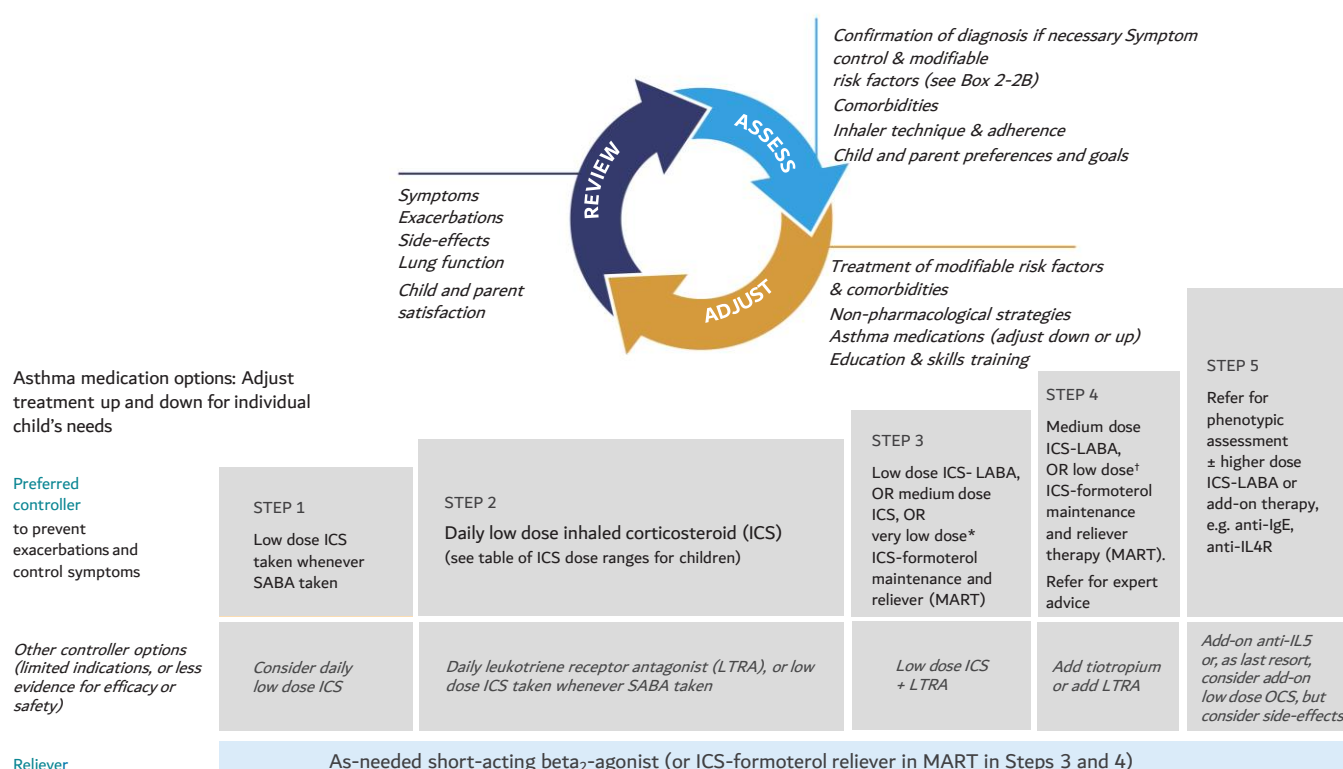 Confirmation of diagnosis if necessary Symptom
control & modifiable
risk factors (see Box 2-2B)
Comorbidities
Inhaler technique & adherence
Child and parent preferences and goals
ASSESS
REVIEW
ADJUST
Symptoms
Exacerbations
Side-effects
Lung function
Child and parent
satisfaction
Treatment of modifiable risk factors
& comorbidities
Non-pharmacological strategies
Asthma medications (adjust down or up)
Education & skills training
Asthma medication options: Adjust
treatment up and down for individual
child's needs
Preferred
controller
to prevent
exacerbations and
control symptoms
STEP 1
Low dose ICS
taken whenever
SABA taken
STEP 2
Daily low dose inhaled corticosteroid (ICS)
(see table of ICS dose ranges for children)
STEP 3
Low dose ICS- LABA,
OR medium dose
ICS, OR
very low dose*
ICS-formoterol
maintenance and
reliever (MART)
STEP 4
Medium dose
ICS-LABA,
OR low dose†
ICS-formoterol
maintenance
and reliever
therapy (MART).
Refer for expert
advice
STEP 5
Refer for
phenotypic
assessment
± higher dose
ICS-LABA or
add-on therapy,
e.g. anti-IgE,
anti-IL4R
Other controller options
(limited indications, or less
evidence for efficacy or
safety)
Consider daily
low dose ICS
Daily leukotriene receptor antagonist (LTRA), or low
dose ICS taken whenever SABA taken
Low dose ICS
+ LTRA
Add tiotropium
or add LTRA
Add-on anti-IL5
or, as last resort,
consider add-on
low dose OCS, but
consider side-effects
Reliever
As-needed short-acting beta₂-agonist (or ICS-formoterol reliever in MART in Steps 3 and 4)